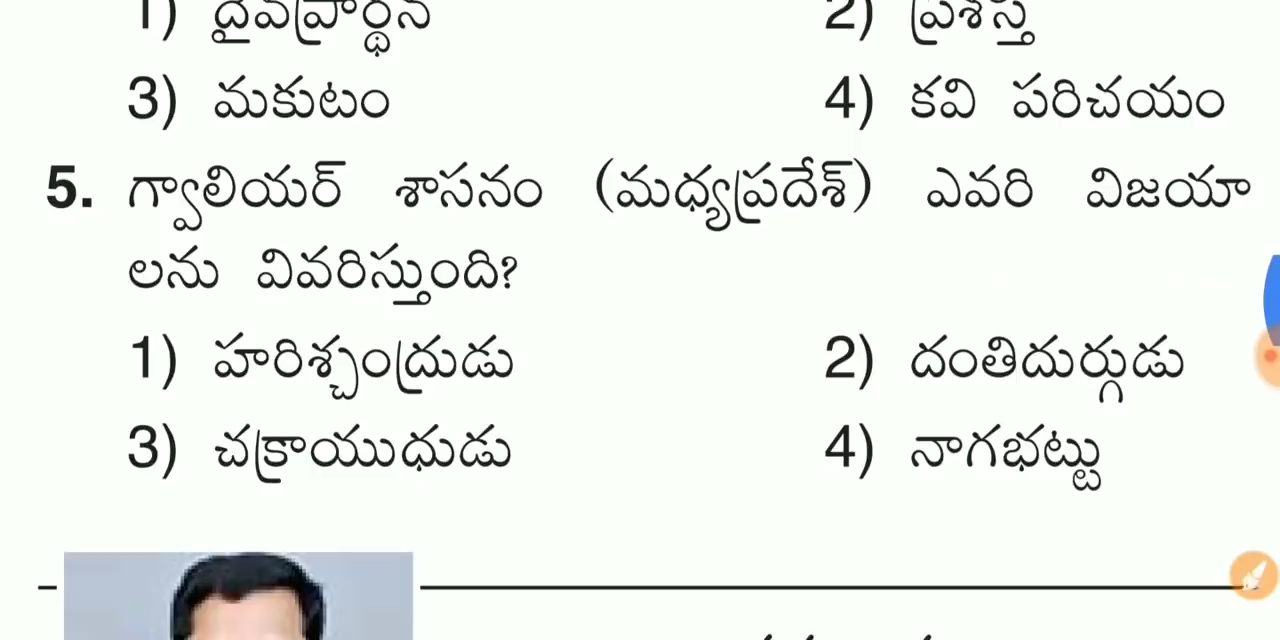 1) దైవప్రార్థన 2) ప్రశస్తి
3) మకుటం 4) కవి పరిచయం
5. గ్వాలియర్ శాసనం (మధ్యప్రదేశ్) ఎవరి విజయా
లను వివరిస్తుంది?
1) హరిశ్చంద్రుడు 2) దంతిదుర్గుడు
3) చక్రాయుధుడు 4) నాగభట్టు